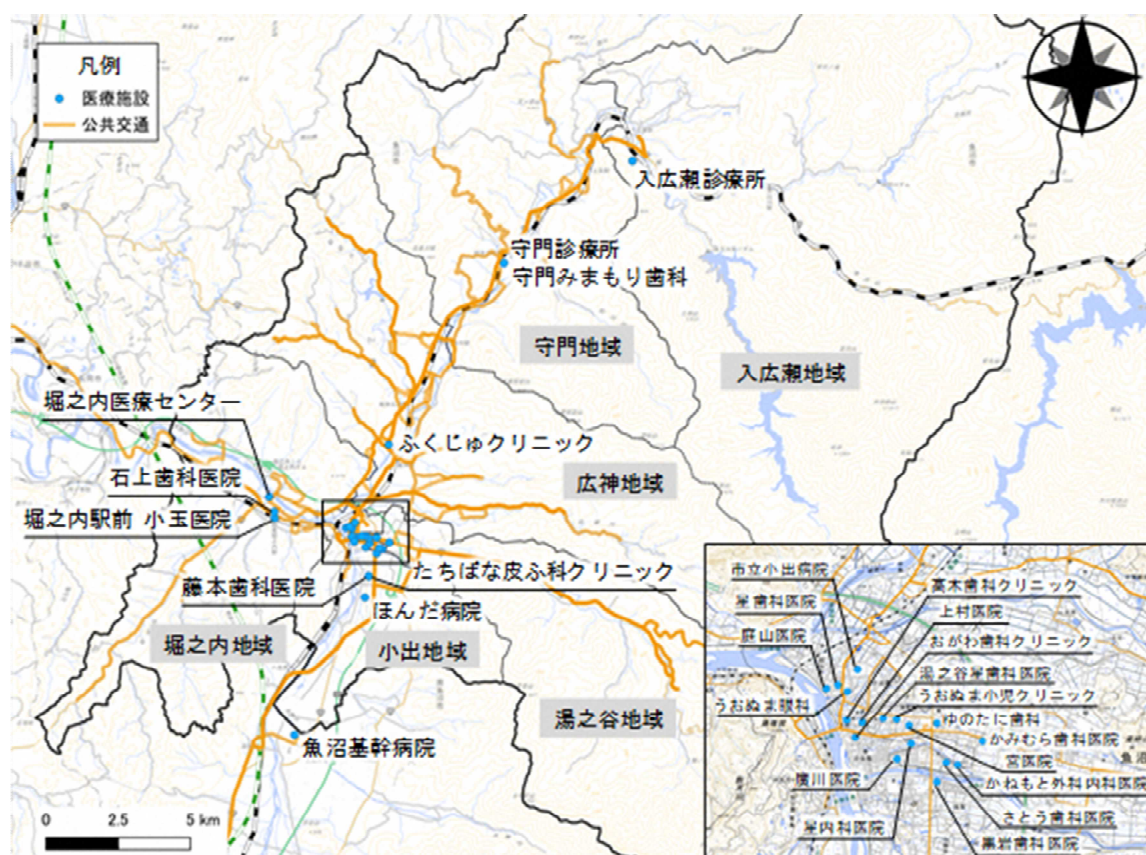 凡例
医療施設
公共交通
入広瀬診療所
守門診療所
守門みまもり歯科
守門地域
入広瀬地域
堀之内医療センター
ふくじゅクリニック
石上歯科医院
広神地域
堀之内駅前 小玉医院
藤本歯科医院
たちばな皮ふ科クリニック
ほんだ病院
堀之内地域
小出地域
湯之谷地域
魚沼基幹病院
0 2.5 5 km
市立小出病院
高木歯科クリニック
星歯科医院
上村医院
庭山医院
おがわ歯科クリニック
湯之谷星歯科医院
うおぬま眼科
うおぬま小児クリニック
ゆのたに歯科
かみむら歯科医院
宮医院
横川医院
かねもと外科内科医院
さとう歯科医院
星内科医院
黒岩歯科医院